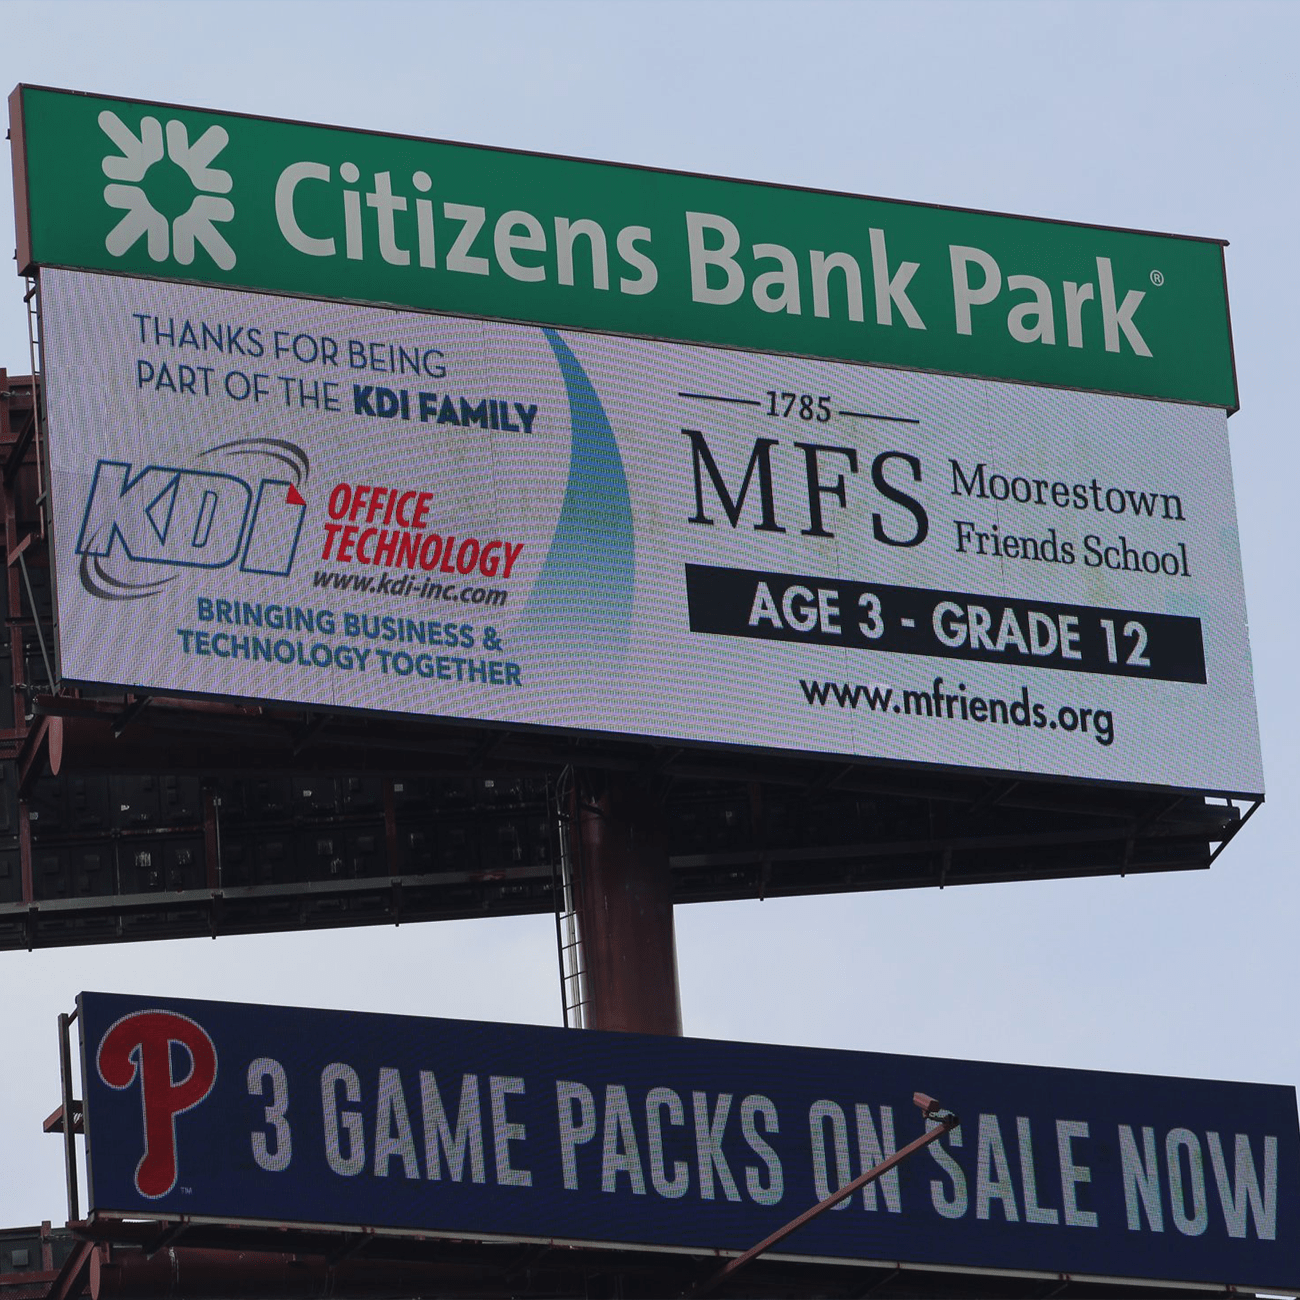 Citizens Bank Park®
THANKS FOR BEING
PART OF THE KDI FAMILY
KDI
OFFICE
TECHNOLOGY
www.kdi-inc.com
BRINGING BUSINESS &
TECHNOLOGY TOGETHER
1785
MFS
Moorestown
Friends School
AGE 3 - GRADE 12
www.mfriends.org
P
TM
3 GAME PACKS ON SALE NOW